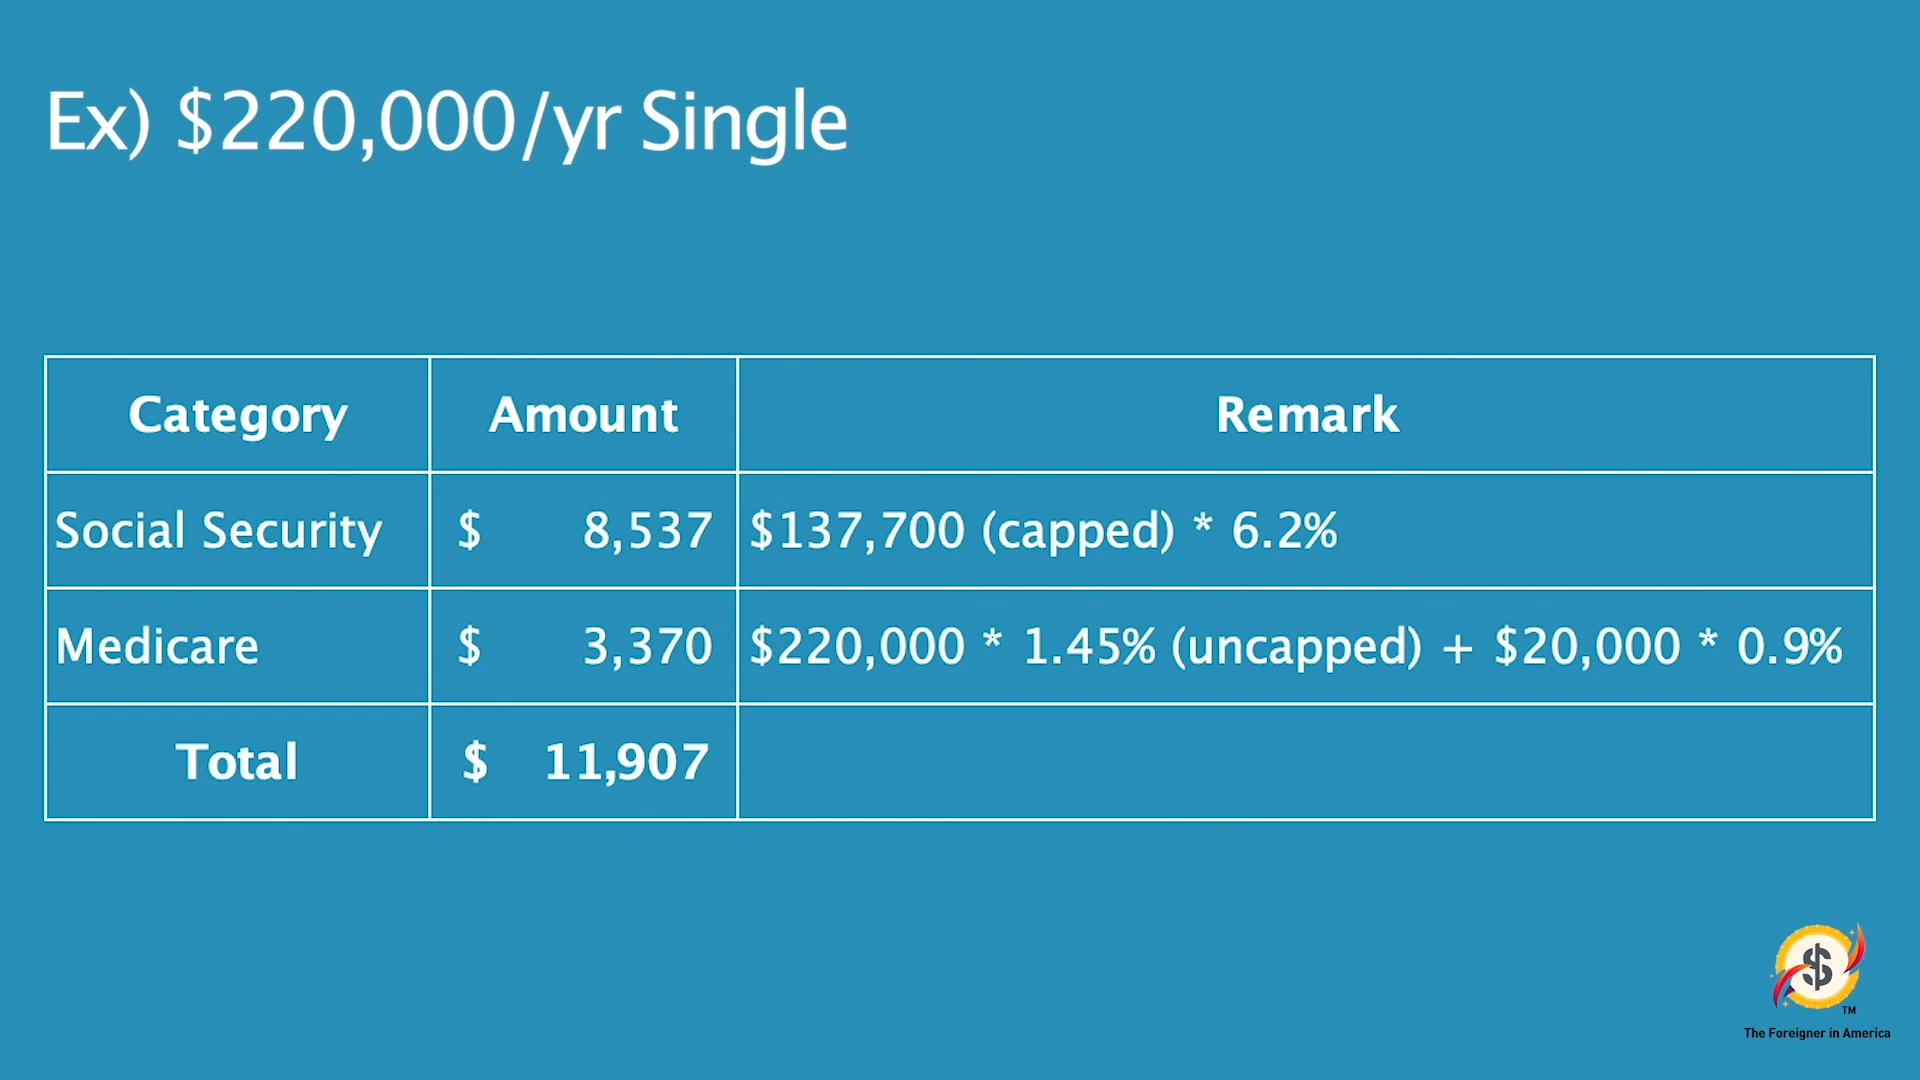 Ex) $220,000/yr Single
Category Amount Remark
Social Security $ 8,537 $137,700 (capped) * 6.2%
Medicare $ 3,370 $220,000 * 1.45% (uncapped) + $20,000 * 0.9%
Total $ 11,907
$
TM
The Foreigner in America